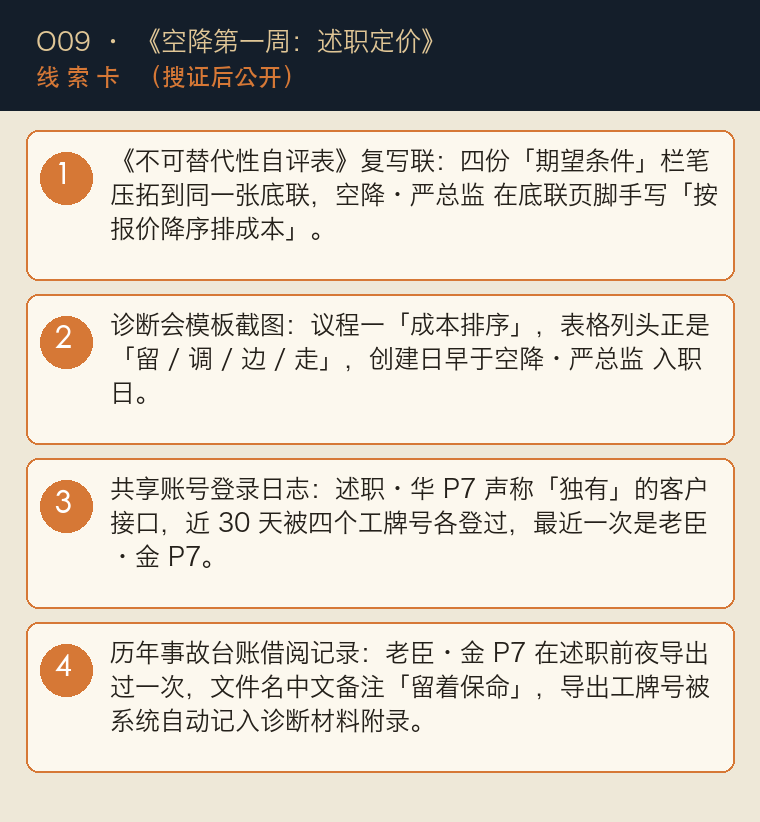 O09 · 《空降第一周：述职定价》
线索卡 （搜证后公开）
1
《不可替代性自评表》复写联：四份「期望条件」栏笔
压拓到同一张底联，空降·严总监 在底联页脚手写「按
报价降序排成本」。
2
诊断会模板截图：议程一「成本排序」，表格列头正是
「留 / 调 / 边 / 走」，创建日早于空降·严总监 入职
日。
3
共享账号登录日志：述职·华 P7 声称「独有」的客户
接口，近 30 天被四个工牌号各登过，最近一次是老臣
·金 P7。
4
历年事故台账借阅记录：老臣·金 P7 在述职前夜导出
过一次，文件名中文备注「留着保命」，导出工牌号被
系统自动记入诊断材料附录。